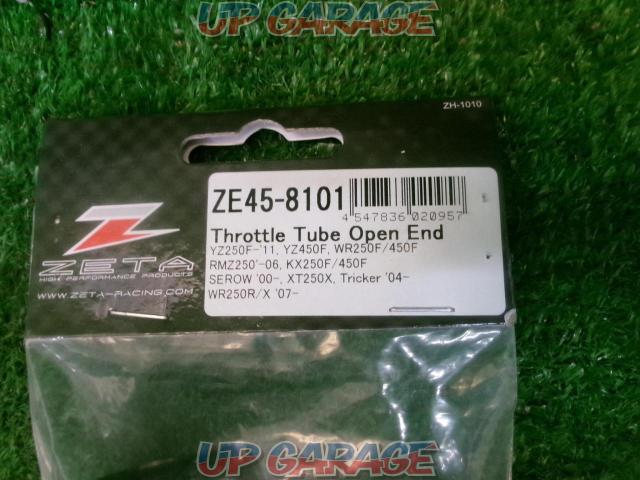 UP GARAGE
ZH-1010
ZE45-8101
4 547836 020957
Throttle Tube Open End
YZ250F-'11, YZ450F, WR250F/450F
RMZ250'-06, KX250F/450F
SEROW '00-, XT250X, Tricker '04-
WR250R/X '07-
ZETA
HIGH PERFORMANCE PRODUCTS
WWW.ZETA-RACING.COM
UP GARAGE